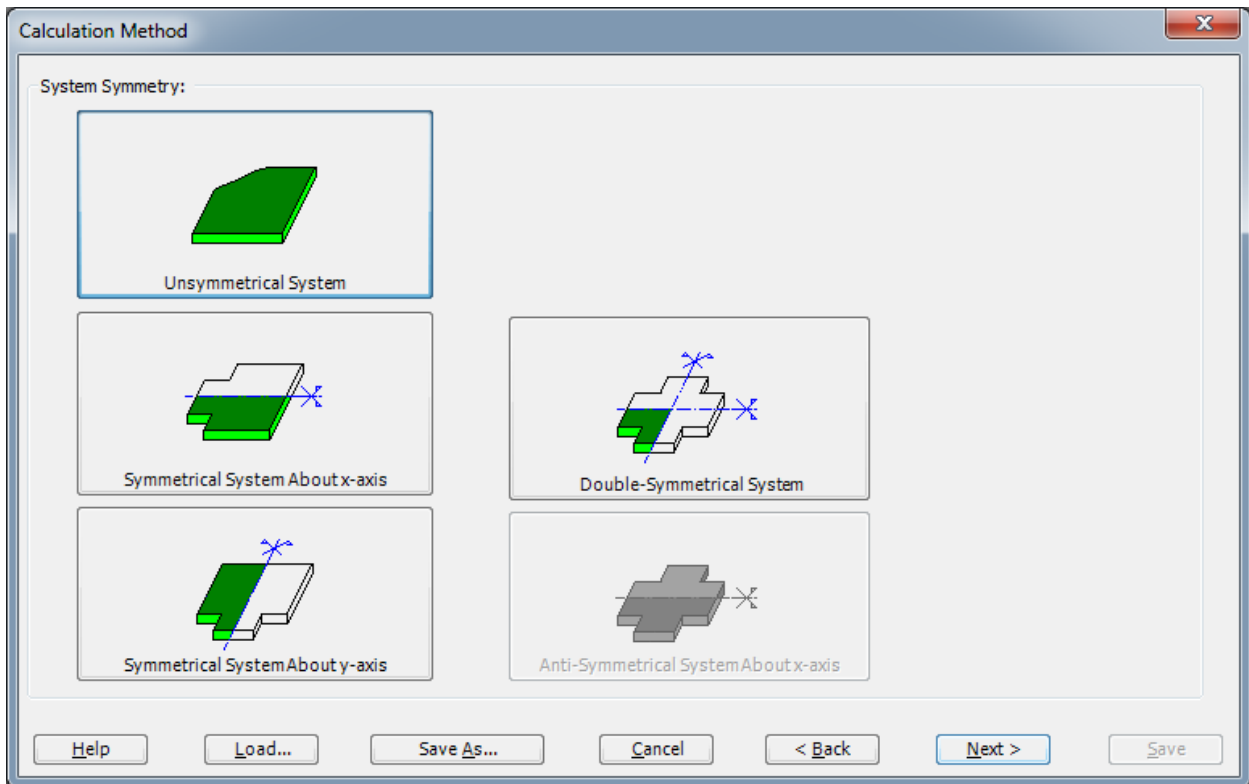 Calculation Method
System Symmetry:
Unsymmetrical System
Symmetrical System About x-axis
Double-Symmetrical System
Symmetrical System About y-axis
Anti-Symmetrical System About x-axis
Help Load... Save As... Cancel < Back Next > Save